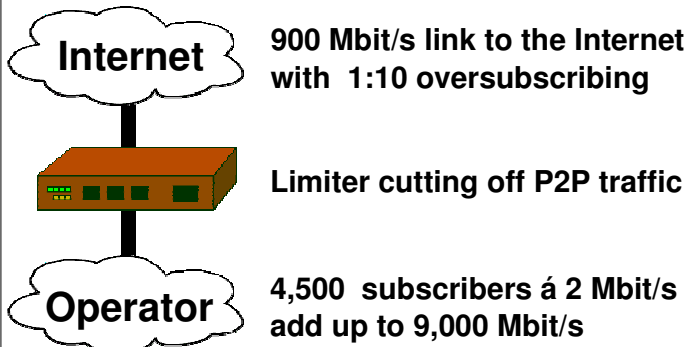 Internet
900 Mbit/s link to the Internet
with 1:10 oversubscribing
Limiter cutting off P2P traffic
Operator
4,500 subscribers á 2 Mbit/s
add up to 9,000 Mbit/s